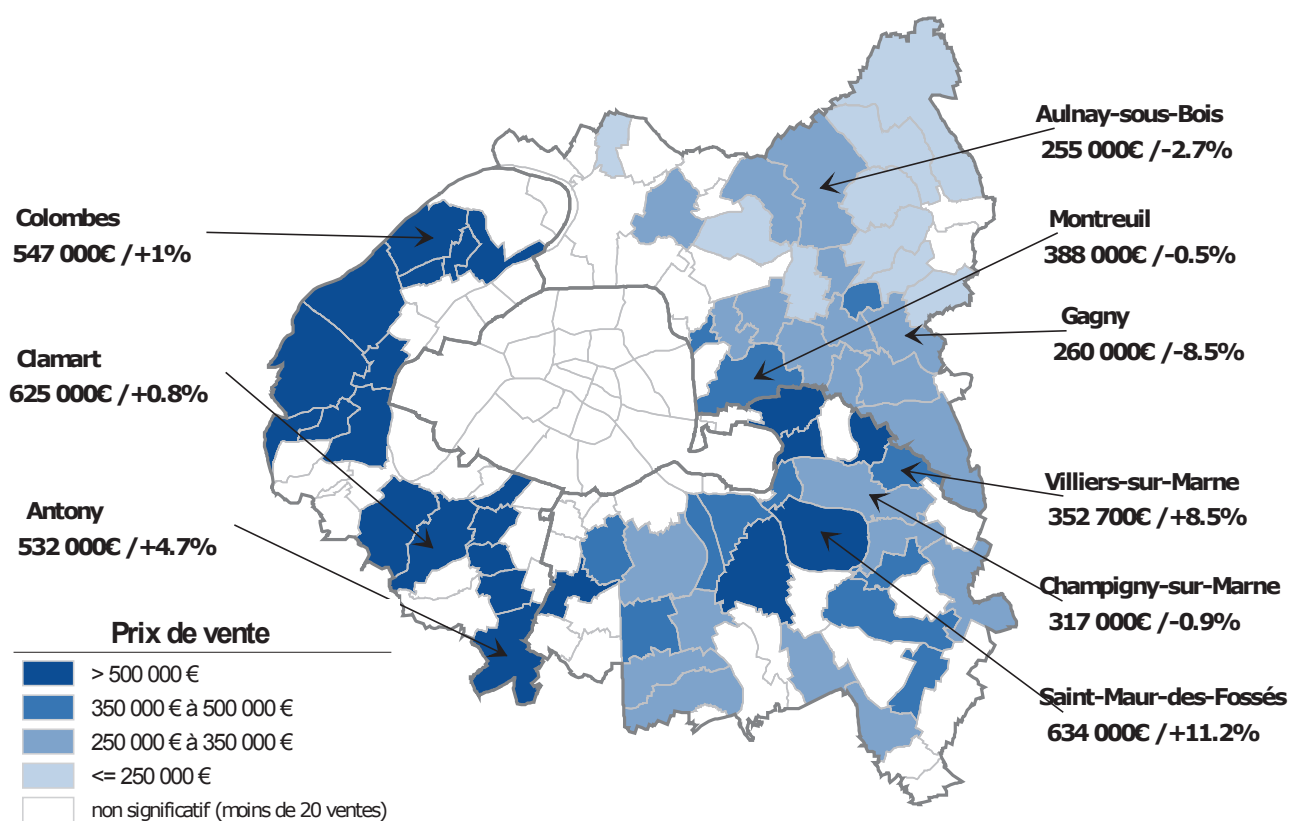 Aulnay-sous-Bois
255 000€ /-2.7%
Montreuil
388 000€ /-0.5%
Colombes
547 000€ /+1%
Gagny
260 000€ /-8.5%
Clamart
625 000€ /+0.8%
Villiers-sur-Marne
352 700€ /+8.5%
Antony
532 000€ /+4.7%
Champigny-sur-Marne
317 000€ /-0.9%
Saint-Maur-des-Fossés
634 000€ /+11.2%
Prix de vente
> 500 000 €
350 000 € à 500 000 €
250 000 € à 350 000 €
<= 250 000 €
non significatif (moins de 20 ventes)